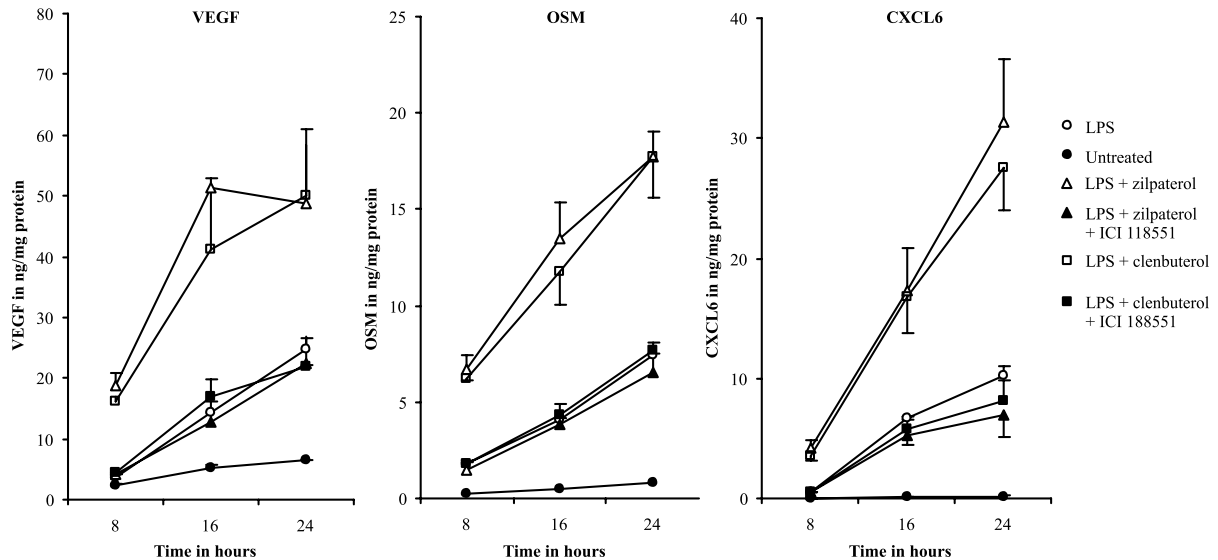 VEGF
VEGF in ng/mg protein
80
70
60
50
40
30
20
10
0
8 16 24
Time in hours
OSM
OSM in ng/mg protein
25
20
15
10
5
0
8 16 24
Time in hours
CXCL6
CXCL6 in ng/mg protein
40
30
20
10
0
8 16 24
Time in hours
LPS
Untreated
LPS + zilpaterol
LPS + zilpaterol
+ ICI 118551
LPS + clenbuterol
LPS + clenbuterol
+ ICI 188551